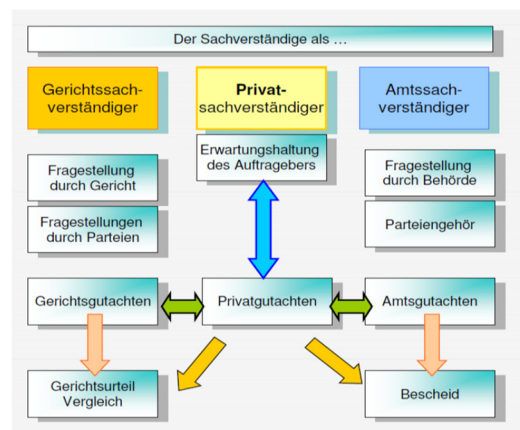 Der Sachverständige als …
Gerichtssach-
verständiger
Privat-
sachverständiger
Amtssach-
verständiger
Erwartungshaltung
des Auftragebers
Fragestellung
durch Gericht
Fragestellung
durch Behörde
Fragestellungen
durch Parteien
Parteiengehör
Gerichtsgutachten
Privatgutachten
Amtsgutachten
Gerichtsurteil
Vergleich
Bescheid